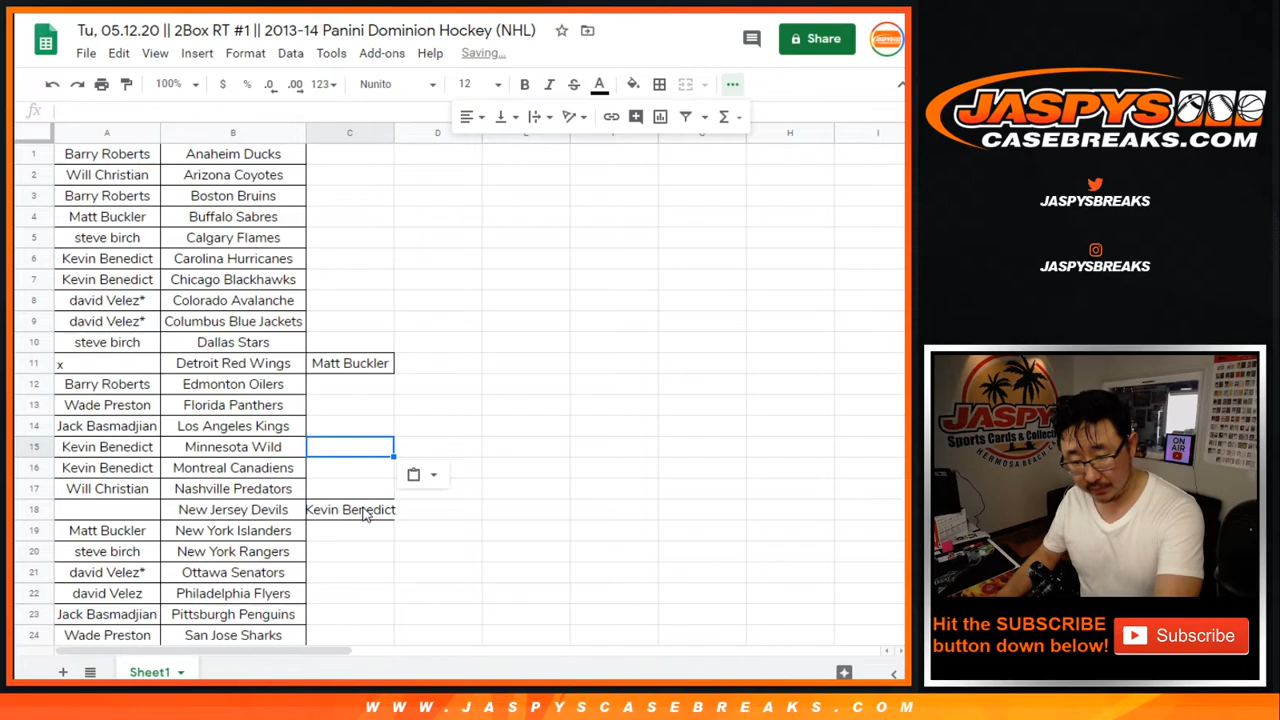 Tu, 05.12.20 || 2Box RT #1 || 2013-14 Panini Dominion Hockey (NHL)
File Edit View Insert Format Data Tools Add-ons Help Saving...
Share
100% $ % .0 .00 123 Nunito 12 B I S A
fx
A B C D E F G H I
1 Barry Roberts Anaheim Ducks
2 Will Christian Arizona Coyotes
3 Barry Roberts Boston Bruins
4 Matt Buckler Buffalo Sabres
5 steve birch Calgary Flames
6 Kevin Benedict Carolina Hurricanes
7 Kevin Benedict Chicago Blackhawks
8 david Velez* Colorado Avalanche
9 david Velez* Columbus Blue Jackets
10 steve birch Dallas Stars
11 x Detroit Red Wings Matt Buckler
12 Barry Roberts Edmonton Oilers
13 Wade Preston Florida Panthers
14 Jack Basmadjian Los Angeles Kings
15 Kevin Benedict Minnesota Wild
16 Kevin Benedict Montreal Canadiens
17 Will Christian Nashville Predators
18 New Jersey Devils Kevin Benedict
19 Matt Buckler New York Islanders
20 steve birch New York Rangers
21 david Velez* Ottawa Senators
22 david Velez Philadelphia Flyers
23 Jack Basmadjian Pittsburgh Penguins
24 Wade Preston San Jose Sharks
Sheet1
JASPYS
CASEBREAKS.COM
JASPYSBREAKS
JASPYSBREAKS
JASPYS
Sports Cards & Collectibles
HERMOSA BEACH
ON AIR
Hit the SUBSCRIBE
button down below!
Subscribe
WWW.JASPYSCASEBREAKS.COM